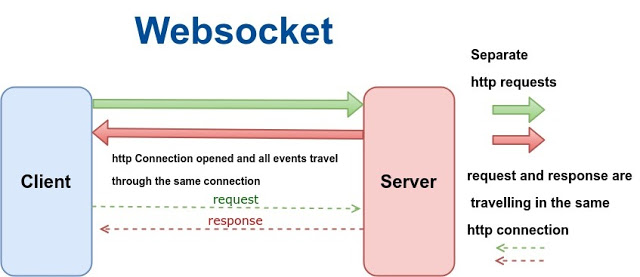 Websocket
Client
http Connection opened and all events travel
through the same connection
request
response
Server
Separate
http requests
request and response are
travelling in the same
http connection